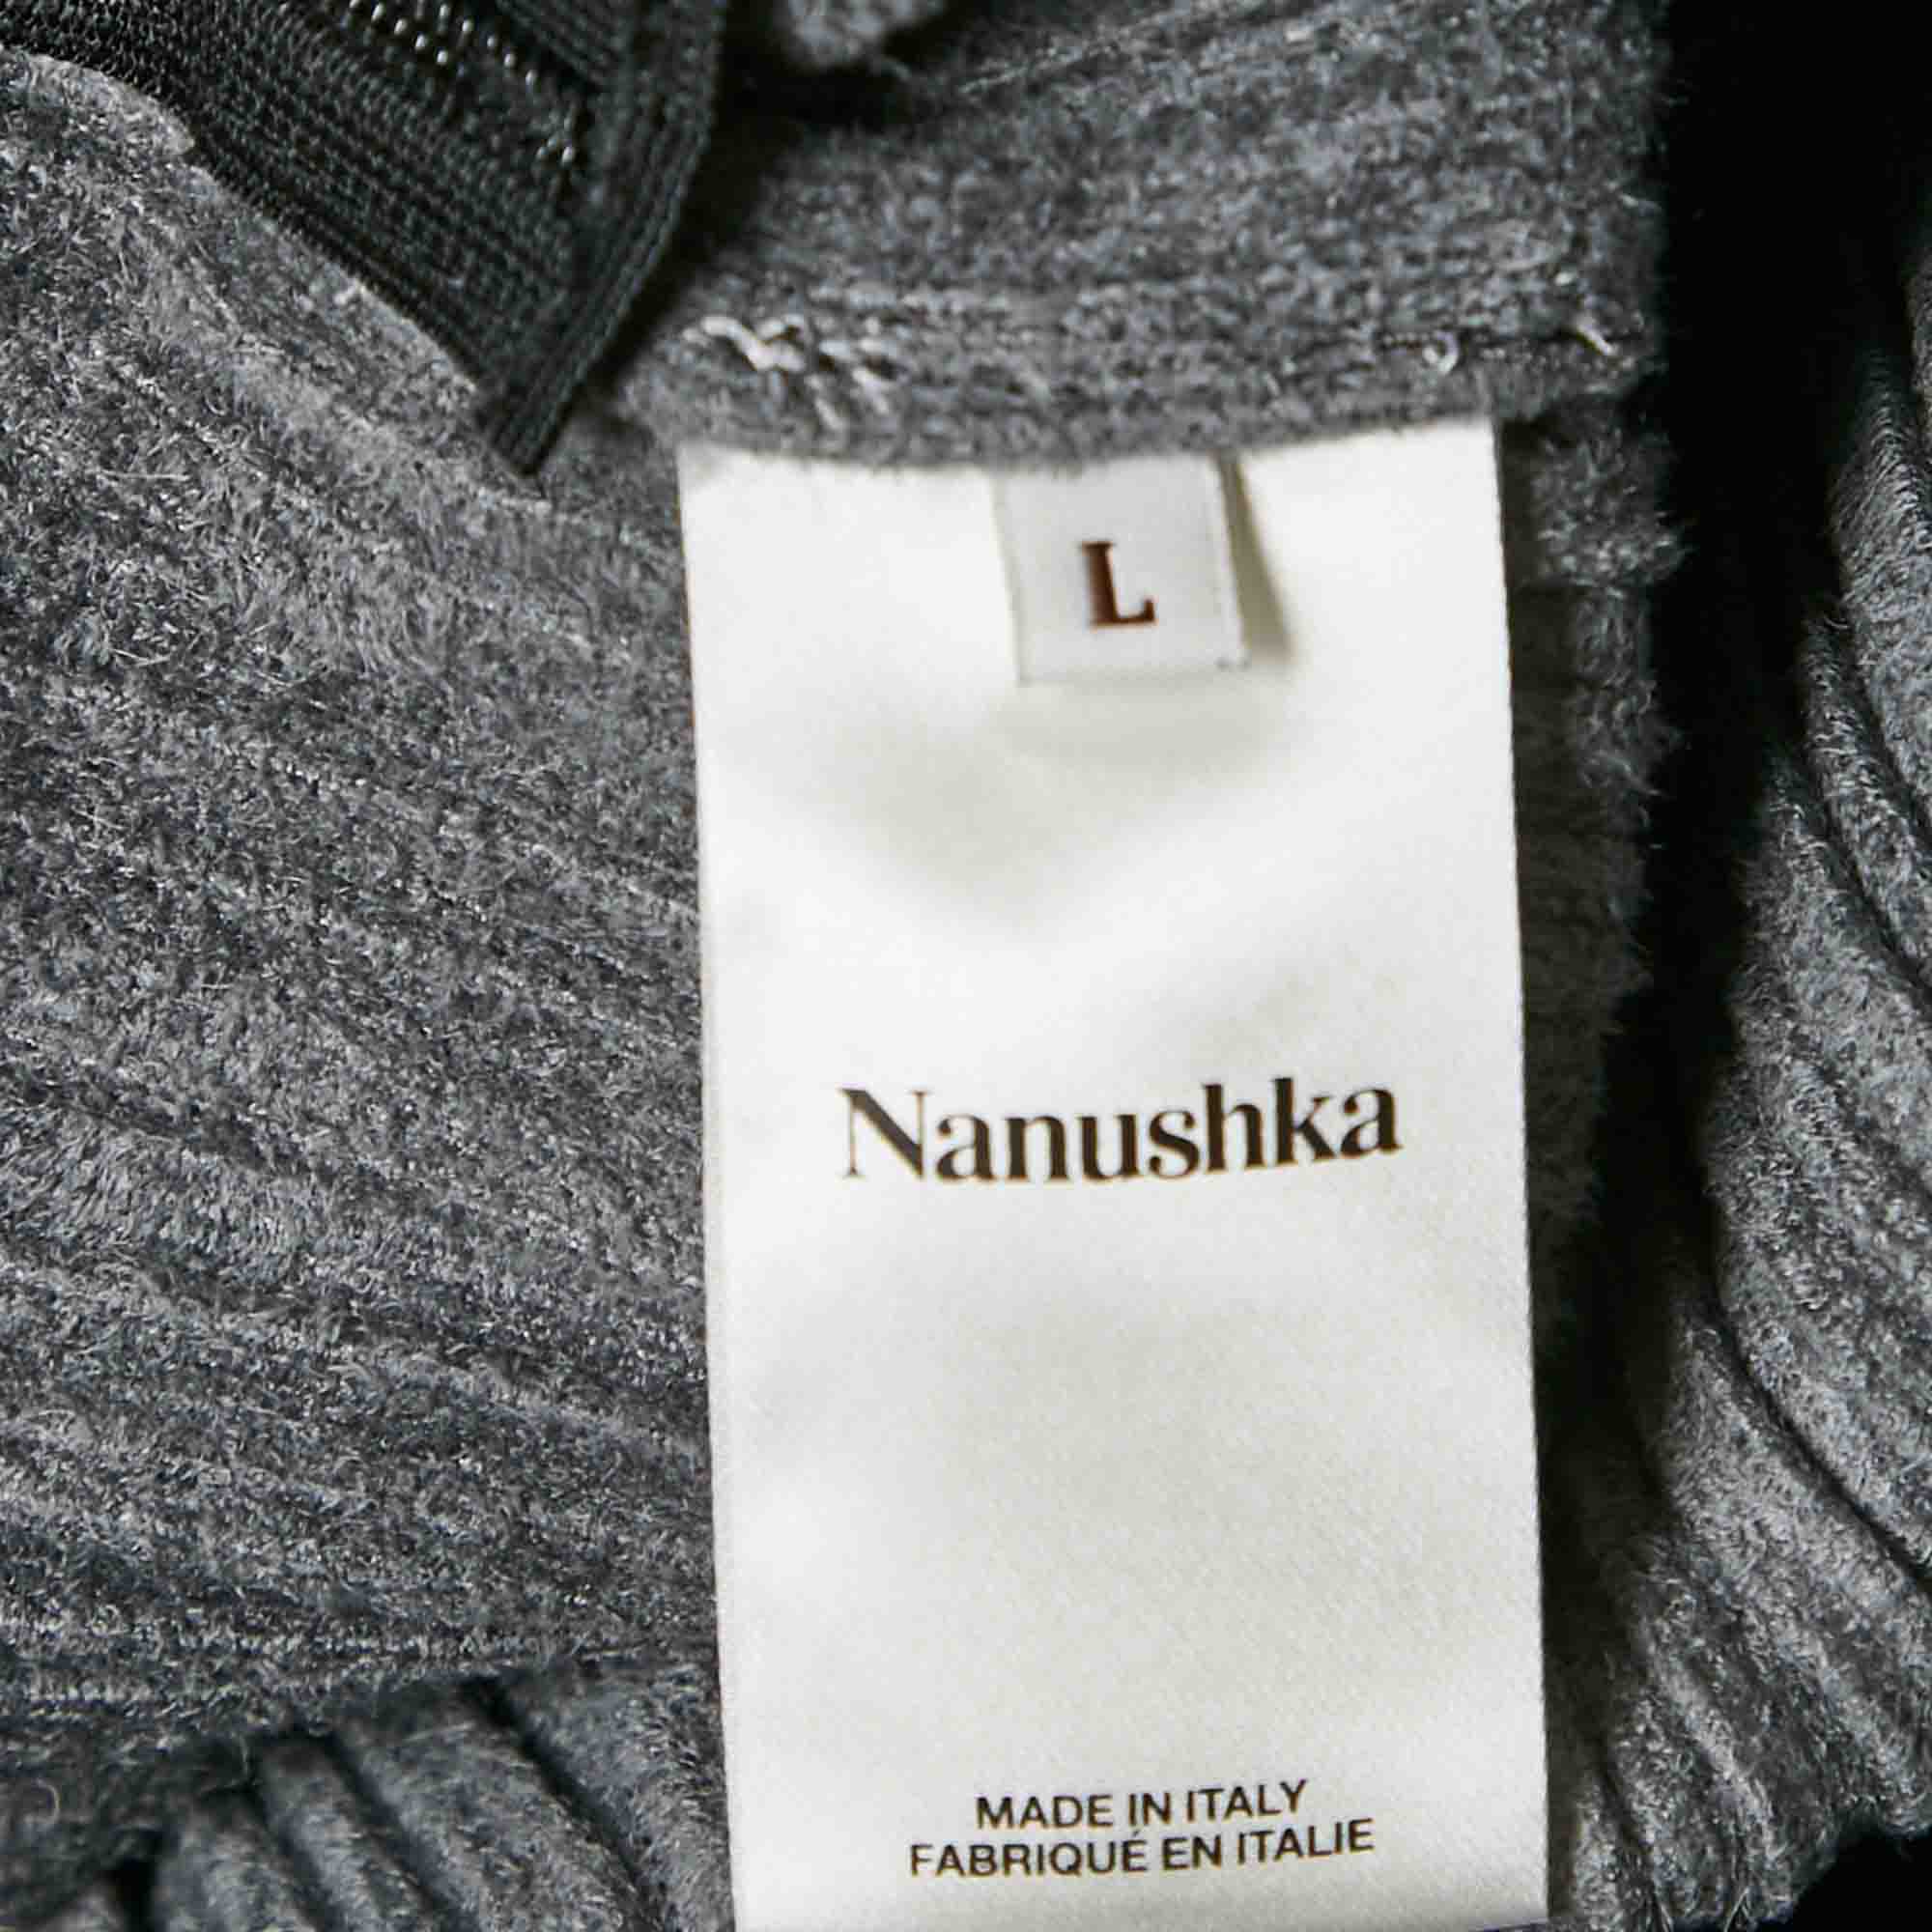 L
Nanushka
MADE IN ITALY
FABRIQUÉ EN ITALIE